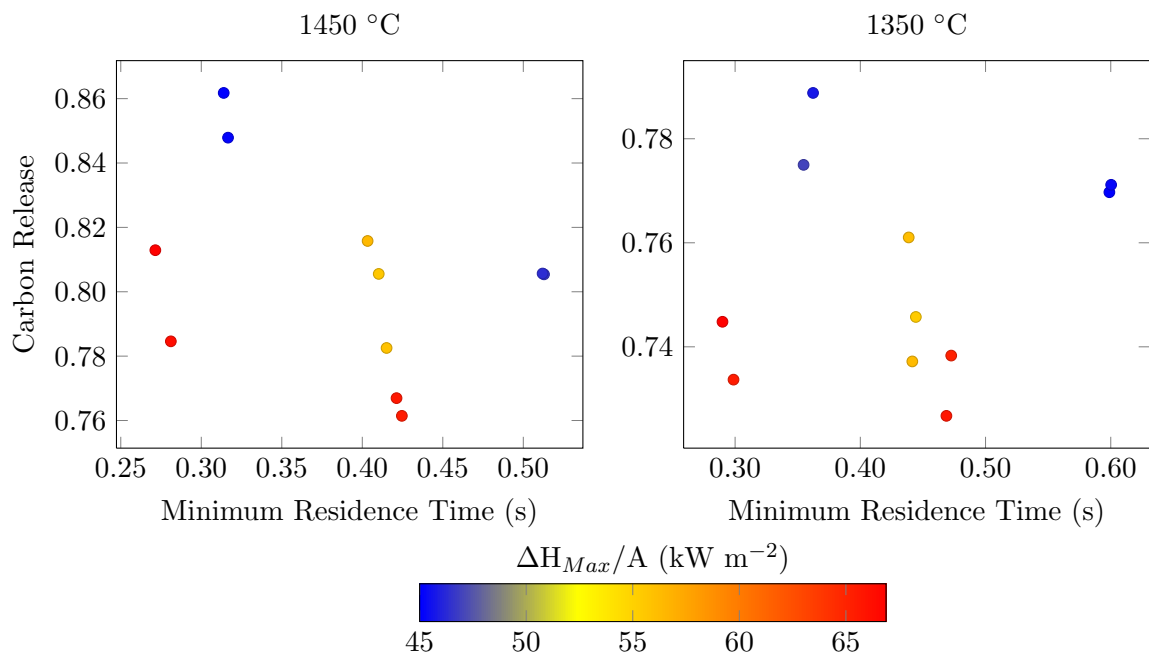 1450 °C
1350 °C
0.86
0.84
0.82
0.80
0.78
0.76
Carbon Release
0.25 0.30 0.35 0.40 0.45 0.50
Minimum Residence Time (s)
0.78
0.76
0.74
0.30 0.40 0.50 0.60
Minimum Residence Time (s)
ΔH_{Max}/A (kW m⁻²)
45 50 55 60 65